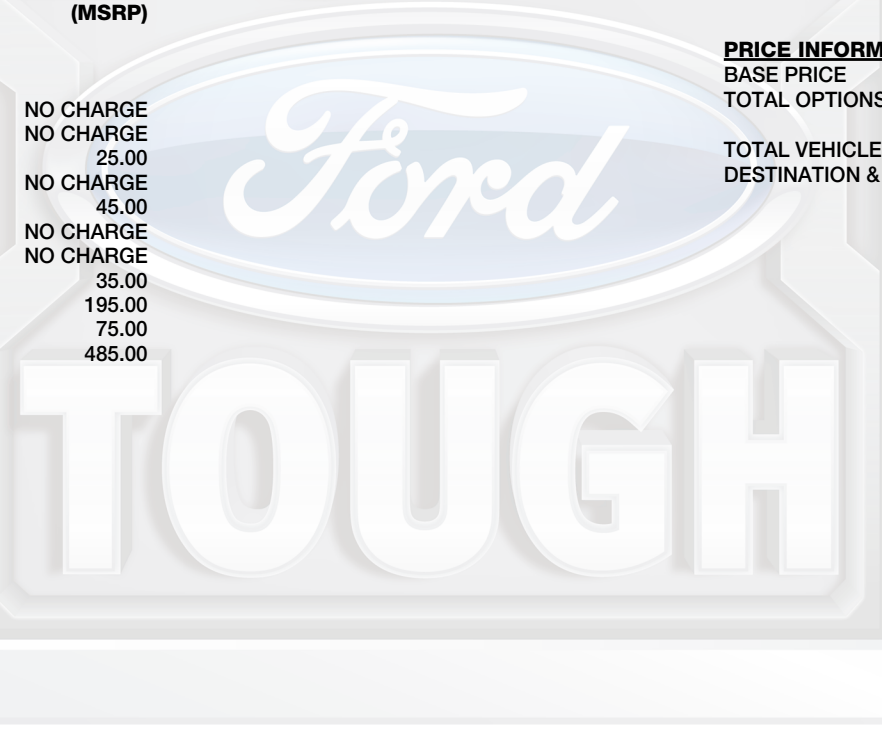 (MSRP)
NO CHARGE
NO CHARGE
25.00
NO CHARGE
45.00
NO CHARGE
NO CHARGE
35.00
195.00
75.00
485.00
PRICE INFORM
BASE PRICE
TOTAL OPTIONS
TOTAL VEHICLE
DESTINATION &
Ford
TOUGH